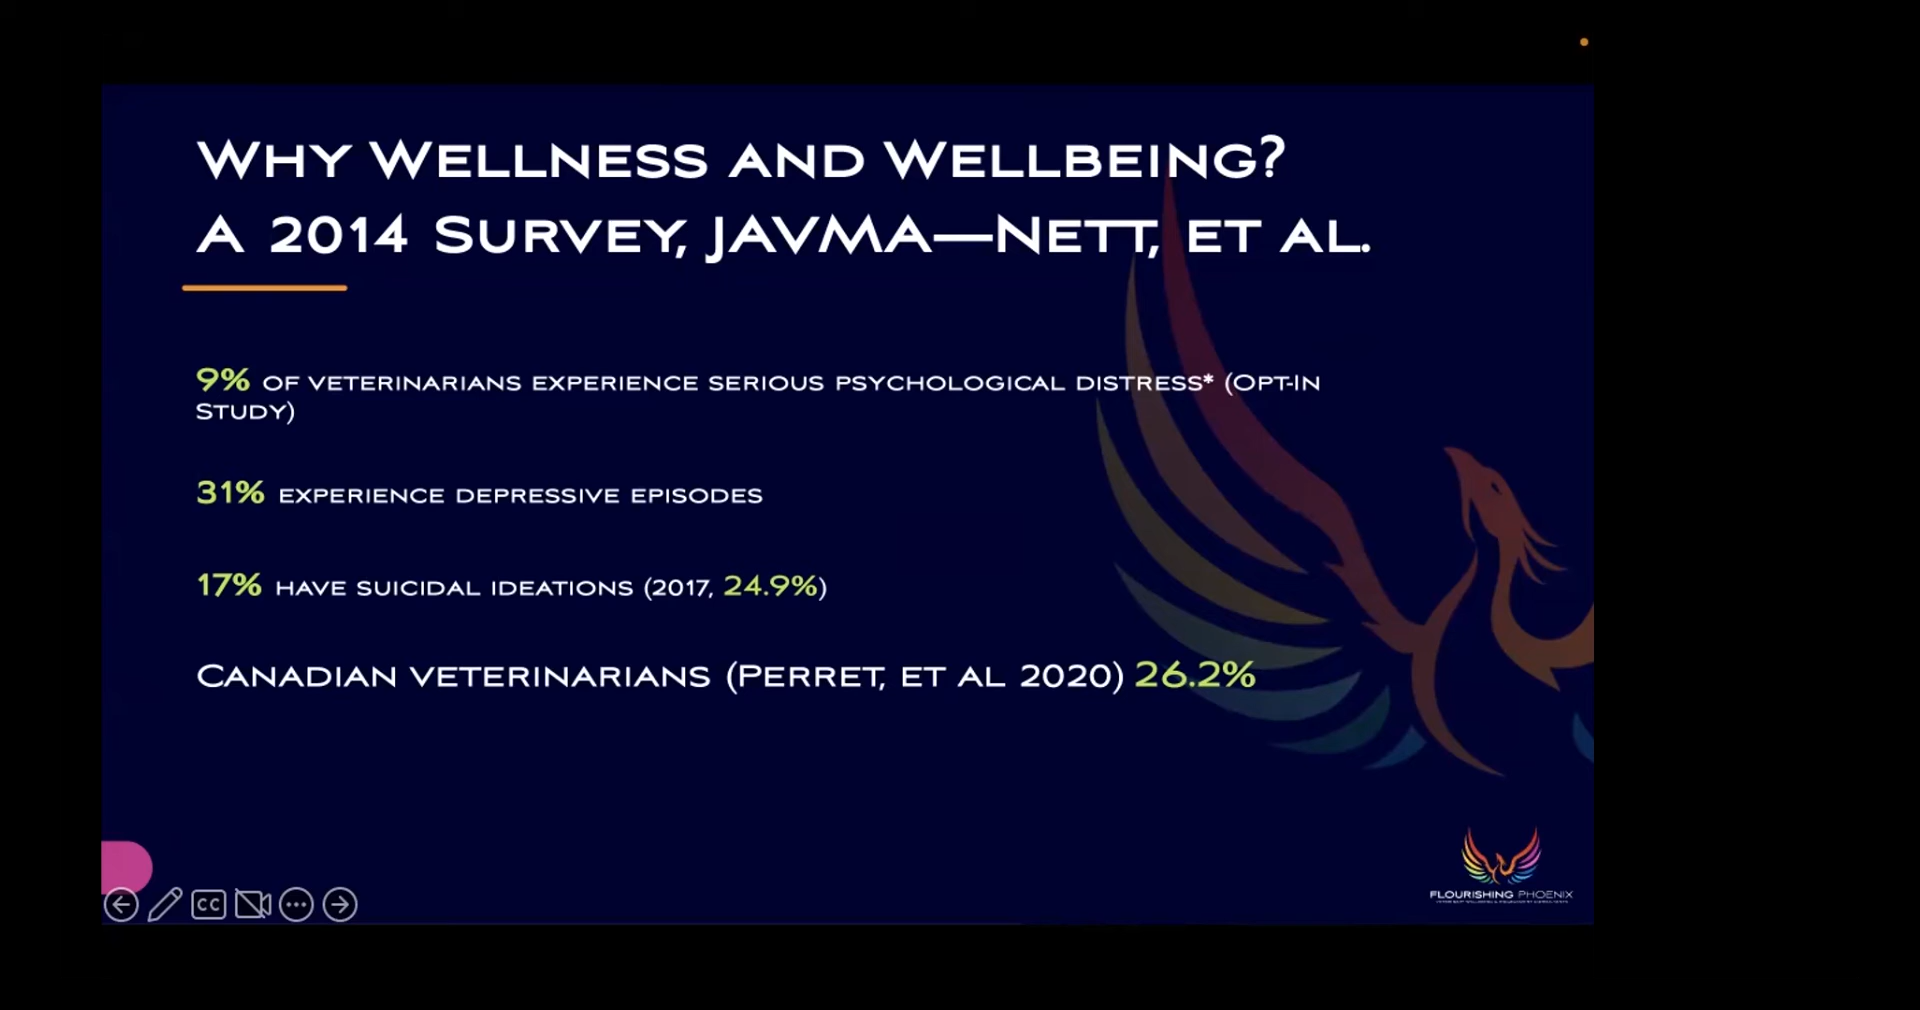 WHY WELLNESS AND WELLBEING?
A 2014 SURVEY, JAVMA—NETT, ET AL.
9% OF VETERINARIANS EXPERIENCE SERIOUS PSYCHOLOGICAL DISTRESS* (OPT-IN
STUDY)
31% EXPERIENCE DEPRESSIVE EPISODES
17% HAVE SUICIDAL IDEATIONS (2017, 24.9%)
CANADIAN VETERINARIANS (PERRET, ET AL 2020) 26.2%
CC
FLOURISHING PHOENIX